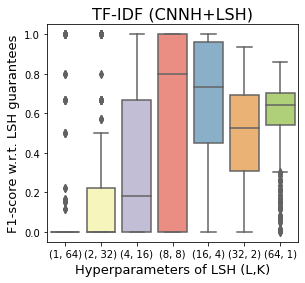 TF-IDF (CNNH+LSH)
F1-score w.r.t. LSH guarantees
1.0
0.8
0.6
0.4
0.2
0.0
(1, 64) (2, 32) (4, 16) (8, 8) (16, 4) (32, 2) (64, 1)
Hyperparameters of LSH (L,K)